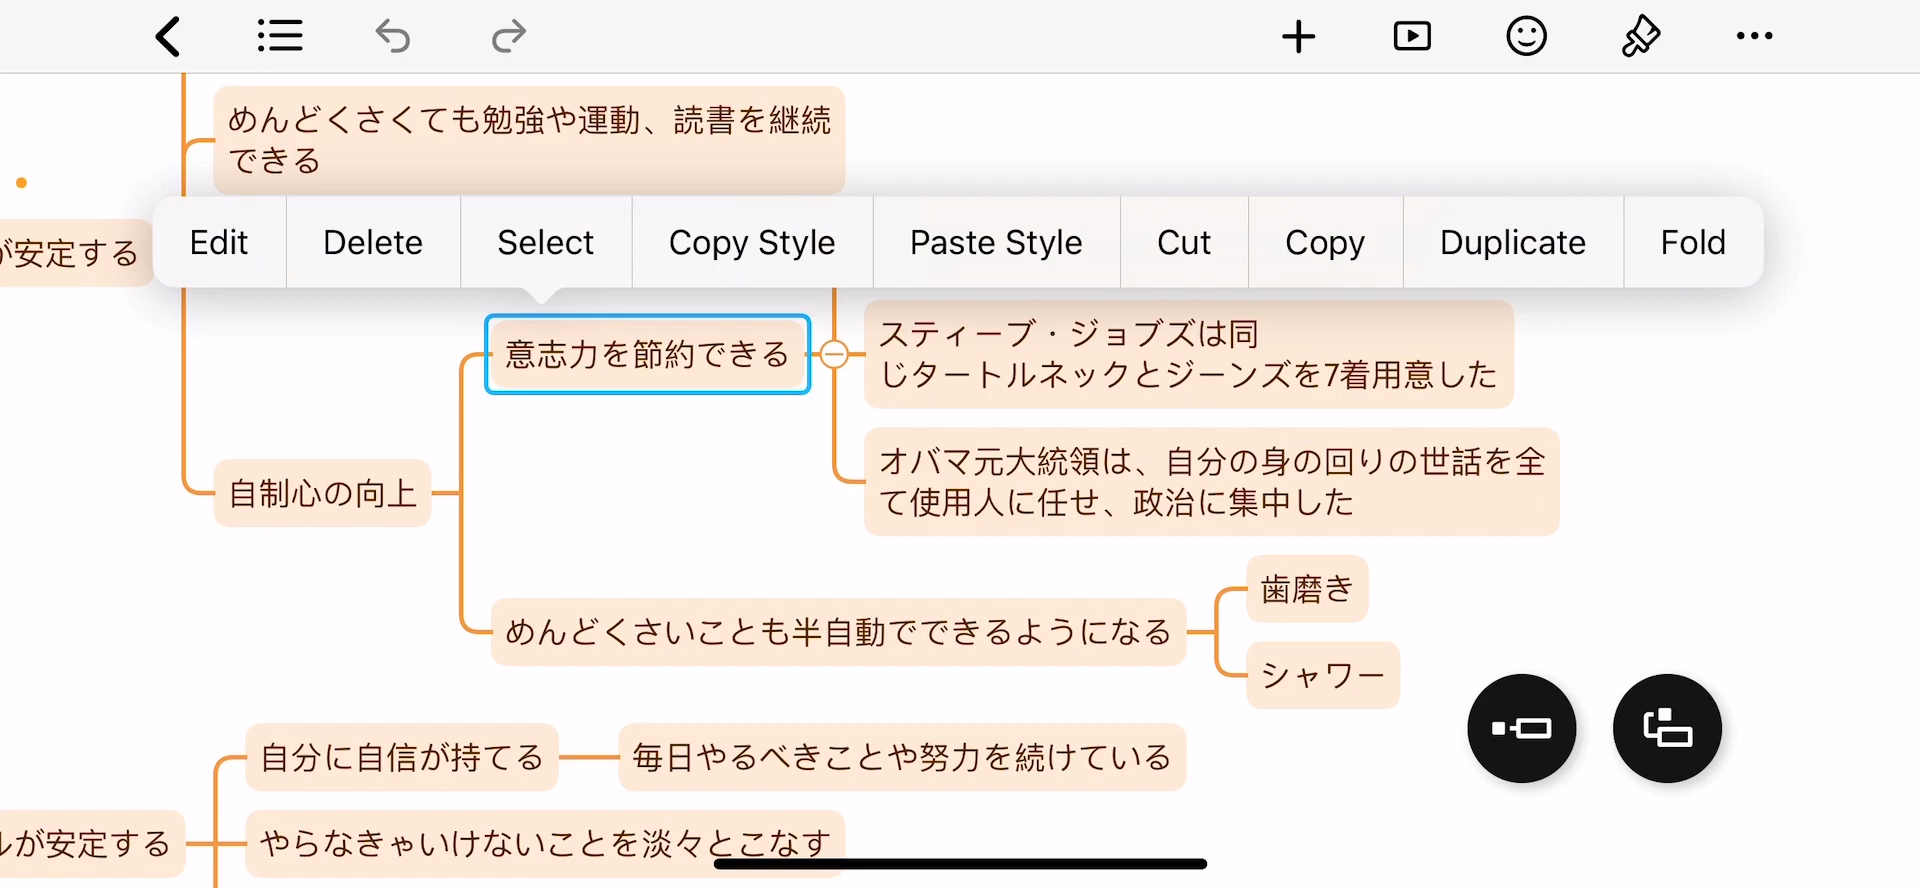 めんどくさくても勉強や運動、読書を継続
できる
が安定する
Edit
Delete
Select
Copy Style
Paste Style
Cut
Copy
Duplicate
Fold
意志力を節約できる
スティーブ・ジョブズは同
じタートルネックとジーンズを7着用意した
オバマ元大統領は、自分の身の回りの世話を全
て使用人に任せ、政治に集中した
自制心の向上
めんどくさいことも半自動でできるようになる
歯磨き
シャワー
自分に自信が持てる
毎日やるべきことや努力を続けている
が安定する
やらなきゃいけないことを淡々とこなす